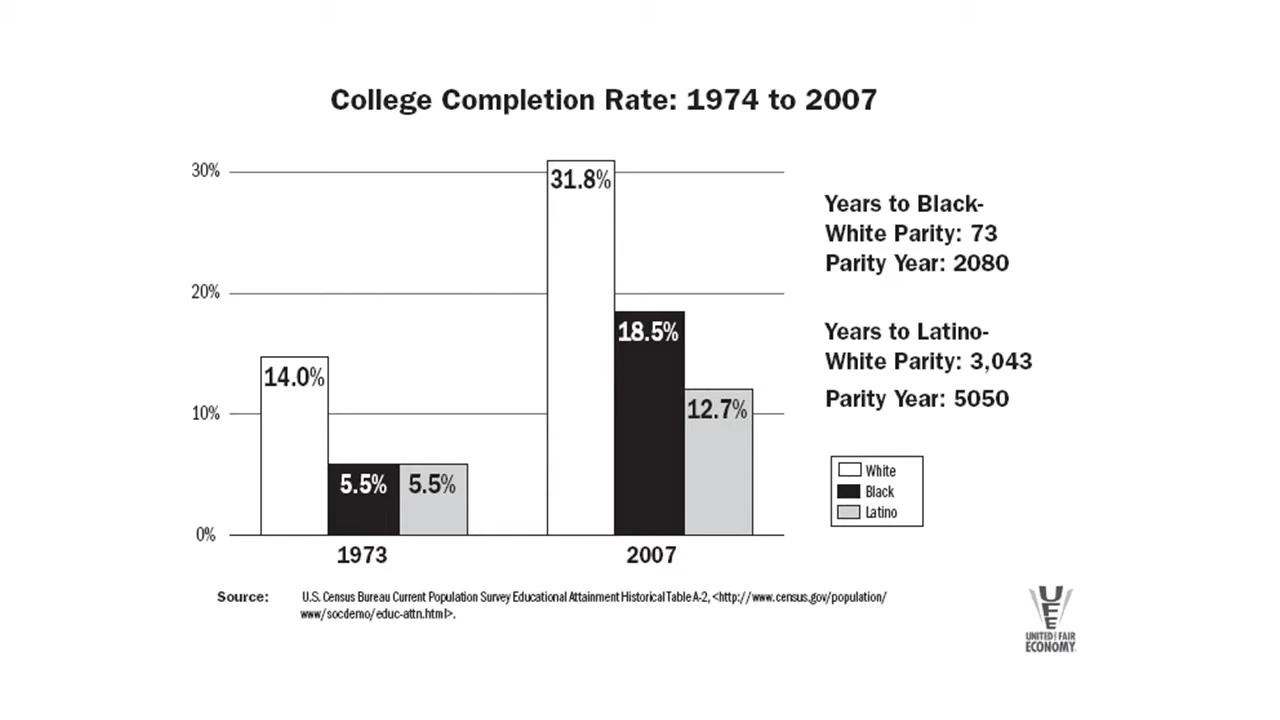 College Completion Rate: 1974 to 2007
30%
20%
10%
0%
14.0%
5.5%
5.5%
1973
31.8%
18.5%
12.7%
2007
Years to Black-
White Parity: 73
Parity Year: 2080
Years to Latino-
White Parity: 3,043
Parity Year: 5050
White
Black
Latino
Source: U.S. Census Bureau Current Population Survey Educational Attainment Historical Table A-2, <http://www.census.gov/population/
www/socdemo/educ-attn.html>.
UFE
UNITED FOR A FAIR
ECONOMY